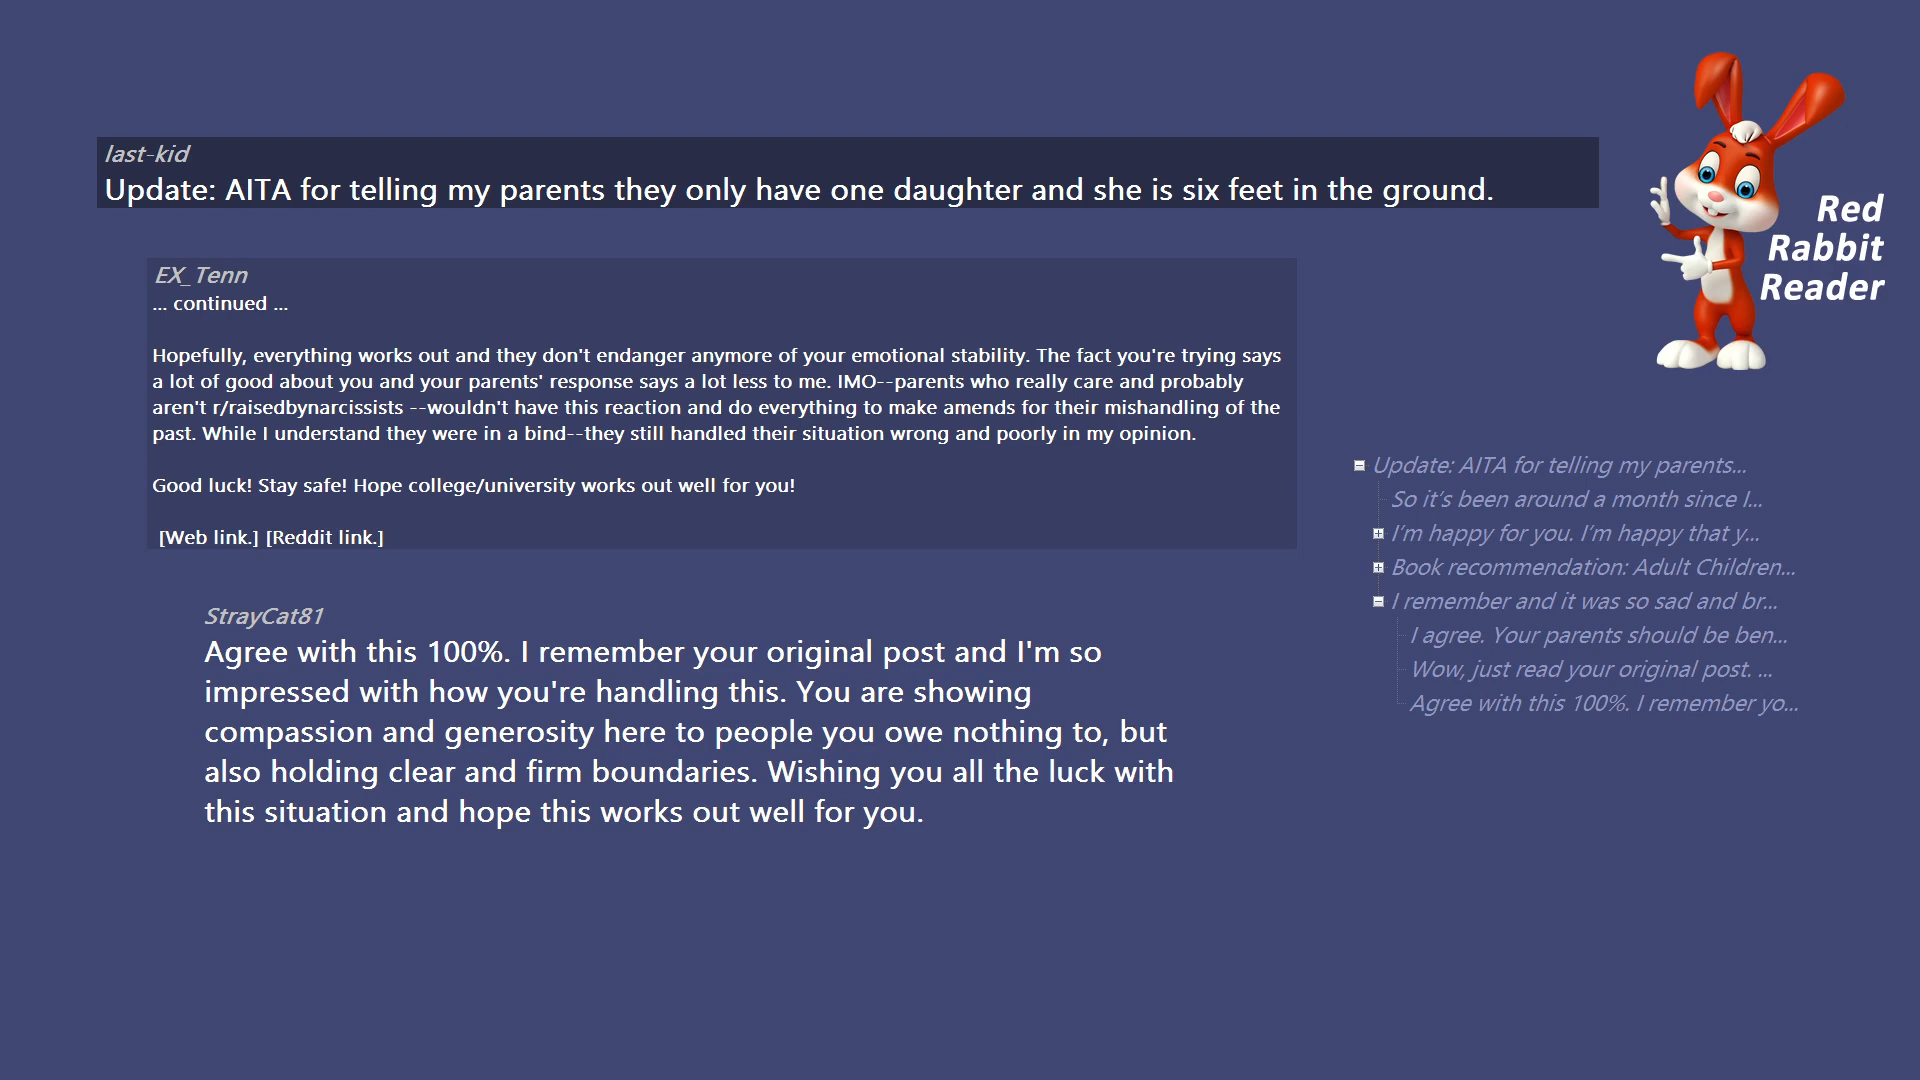 last-kid
Update: AITA for telling my parents they only have one daughter and she is six feet in the ground.
Red
Rabbit
Reader
EX_Tenn
... continued ...
Hopefully, everything works out and they don't endanger anymore of your emotional stability. The fact you're trying says
a lot of good about you and your parents' response says a lot less to me. IMO--parents who really care and probably
aren't r/raisedbynarcissists --wouldn't have this reaction and do everything to make amends for their mishandling of the
past. While I understand they were in a bind--they still handled their situation wrong and poorly in my opinion.
Good luck! Stay safe! Hope college/university works out well for you!
[Web link.] [Reddit link.]
StrayCat81
Agree with this 100%. I remember your original post and I'm so
impressed with how you're handling this. You are showing
compassion and generosity here to people you owe nothing to, but
also holding clear and firm boundaries. Wishing you all the luck with
this situation and hope this works out well for you.
Update: AITA for telling my parents...
So it’s been around a month since I...
I’m happy for you. I’m happy that y...
Book recommendation: Adult Children...
I remember and it was so sad and br...
I agree. Your parents should be ben...
Wow, just read your original post. ...
Agree with this 100%. I remember yo...